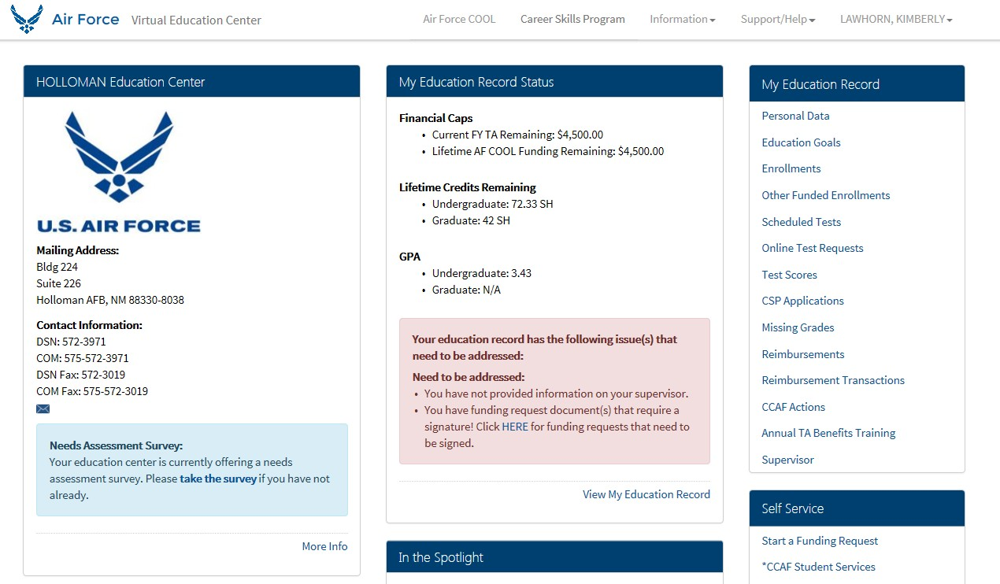 Air Force Virtual Education Center
Air Force COOL Career Skills Program Information Support/Help LAWHORN, KIMBERLY
HOLLOMAN Education Center
U.S. AIR FORCE
Mailing Address:
Bldg 224
Suite 226
Holloman AFB, NM 88330-8038
Contact Information:
DSN: 572-3971
COM: 575-572-3971
DSN Fax: 572-3019
COM Fax: 575-572-3019
Needs Assessment Survey:
Your education center is currently offering a needs
assessment survey. Please take the survey if you have not
already.
More Info
My Education Record Status
Financial Caps
• Current FY TA Remaining: $4,500.00
• Lifetime AF COOL Funding Remaining: $4,500.00
Lifetime Credits Remaining
• Undergraduate: 72.33 SH
• Graduate: 42 SH
GPA
• Undergraduate: 3.43
• Graduate: N/A
Your education record has the following issue(s) that
need to be addressed:
Need to be addressed:
• You have not provided information on your supervisor.
• You have funding request document(s) that require a
signature! Click HERE for funding requests that need to
be signed.
View My Education Record
In the Spotlight
My Education Record
Personal Data
Education Goals
Enrollments
Other Funded Enrollments
Scheduled Tests
Online Test Requests
Test Scores
CSP Applications
Missing Grades
Reimbursements
Reimbursement Transactions
CCAF Actions
Annual TA Benefits Training
Supervisor
Self Service
Start a Funding Request
*CCAF Student Services